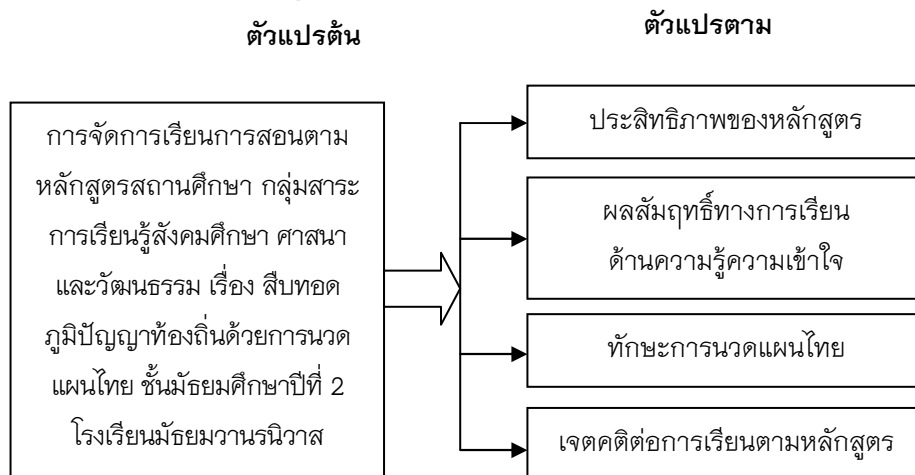 ตัวแปรต้น
ตัวแปรตาม
การจัดการเรียนการสอนตาม
หลักสูตรสถานศึกษา กลุ่มสาระ
การเรียนรู้สังคมศึกษา ศาสนา
และวัฒนธรรม เรื่อง สืบทอด
ภูมิปัญญาท้องถิ่นด้วยการนวด
แผนไทย ชั้นมัธยมศึกษาปีที่ 2
โรงเรียนมัธยมวานรนิวาส
ประสิทธิภาพของหลักสูตร
ผลสัมฤทธิ์ทางการเรียน
ด้านความรู้ความเข้าใจ
ทักษะการนวดแผนไทย
เจตคติต่อการเรียนตามหลักสูตร